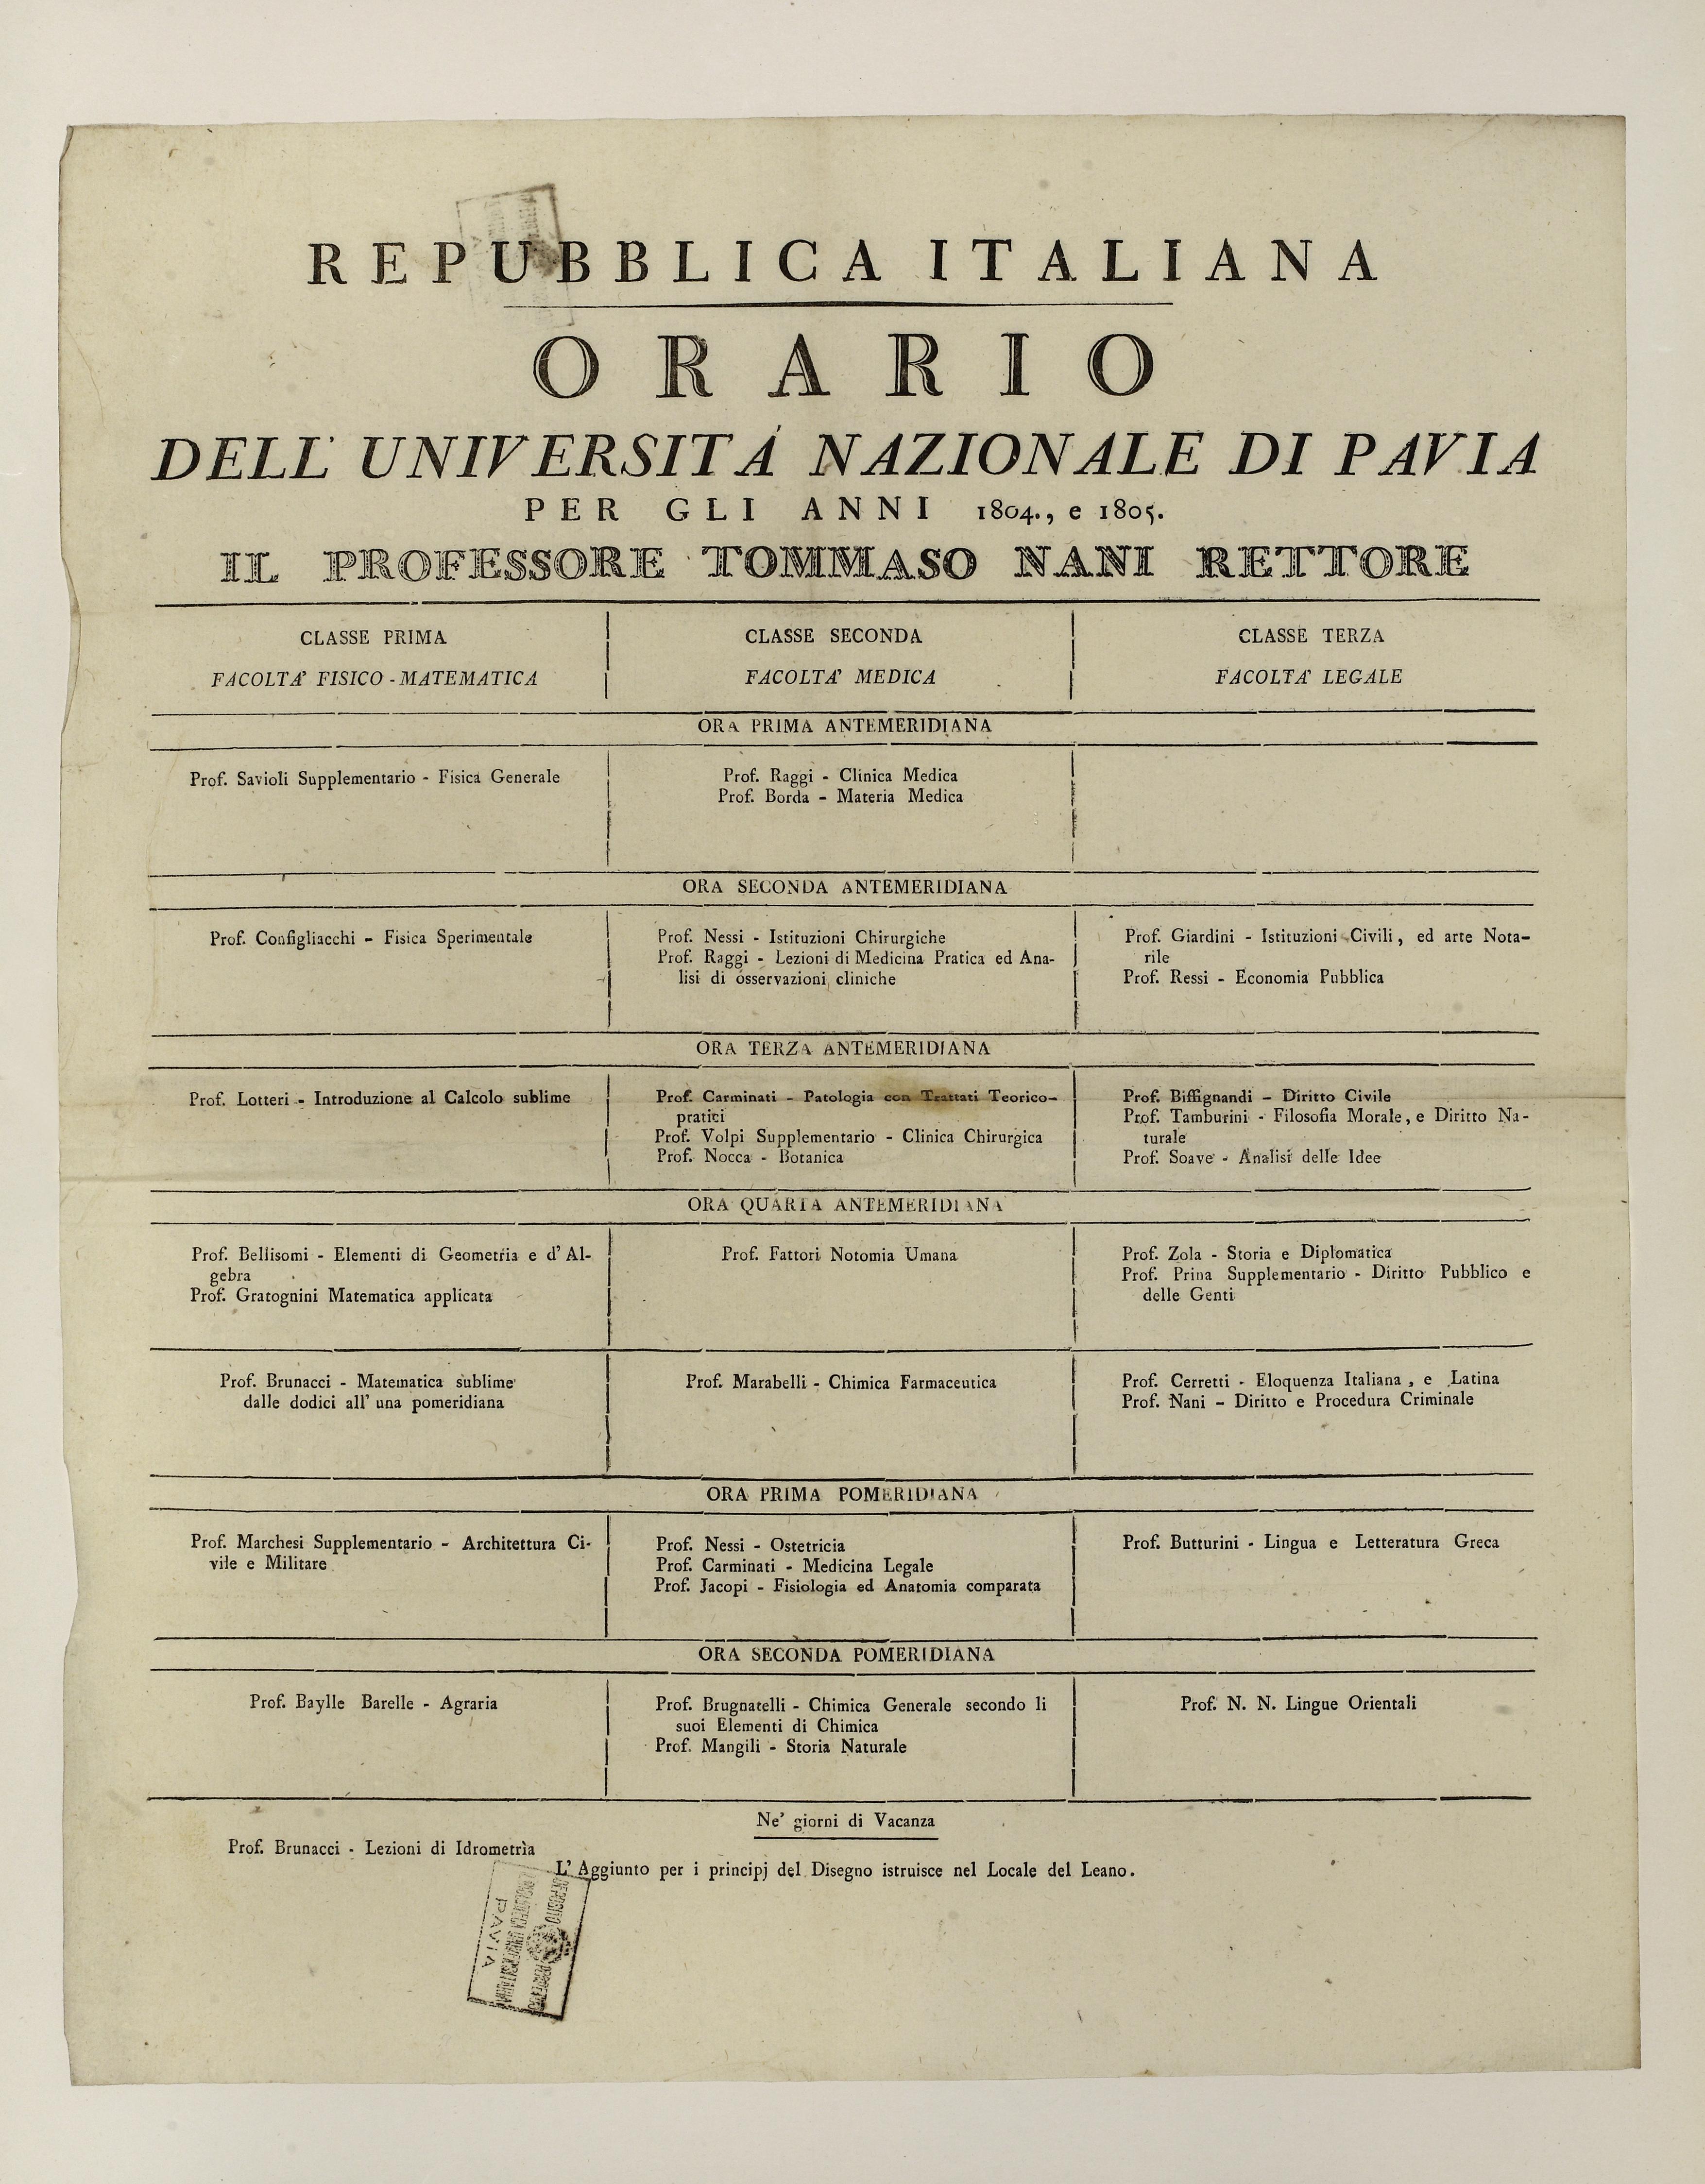 REPUBBLICA ITALIANA
ORARIO
DELL' UNIVERSITÁ NAZIONALE DI PAVIA
PER GLI ANNI 1804., e 1805.
IL PROFESSORE TOMMASO NANI RETTORE
CLASSE PRIMA
FACOLTA' FISICO-MATEMATICA
CLASSE SECONDA
FACOLTA' MEDICA
CLASSE TERZA
FACOLTA' LEGALE
ORA PRIMA ANTEMERIDIANA
Prof. Savioli Supplementario - Fisica Generale
Prof. Raggi - Clinica Medica
Prof. Borda - Materia Medica
ORA SECONDA ANTEMERIDIANA
Prof. Configliacchi - Fisica Sperimentale
Prof. Nessi - Istituzioni Chirurgiche
Prof. Raggi - Lezioni di Medicina Pratica ed Ana-
lisi di osservazioni cliniche
Prof. Giardini - Istituzioni Civili, ed arte Nota-
rile
Prof. Ressi - Economia Pubblica
ORA TERZA ANTEMERIDIANA
Prof. Lotteri - Introduzione al Calcolo sublime
Prof. Carminati - Patologia con Trattati Teorico-
pratici
Prof. Volpi Supplementario - Clinica Chirurgica
Prof. Nocca - Botanica
Prof. Biffignandi - Diritto Civile
Prof. Tamburini - Filosofia Morale, e Diritto Na-
turale
Prof. Soave - Analisi delle Idee
ORA QUARTA ANTEMERIDIANA
Prof. Bellisomi - Elementi di Geometria e d' Al-
gebra
Prof. Gratognini Matematica applicata
Prof. Fattori Notomia Umana
Prof. Zola - Storia e Diplomatica
Prof. Prina Supplementario - Diritto Pubblico e
delle Genti
Prof. Brunacci - Matematica sublime
dalle dodici all' una pomeridiana
Prof. Marabelli - Chimica Farmaceutica
Prof. Cerretti - Eloquenza Italiana, e Latina
Prof. Nani - Diritto e Procedura Criminale
ORA PRIMA POMERIDIANA
Prof. Marchesi Supplementario - Architettura Ci-
vile e Militare
Prof. Nessi - Ostetricia
Prof. Carminati - Medicina Legale
Prof. Jacopi - Fisiologia ed Anatomia comparata
Prof. Butturini - Lingua e Letteratura Greca
ORA SECONDA POMERIDIANA
Prof. Baylle Barelle - Agraria
Prof. Brugnatelli - Chimica Generale secondo li
suoi Elementi di Chimica
Prof. Mangili - Storia Naturale
Prof. N. N. Lingue Orientali
Ne' giorni di Vacanza
Prof. Brunacci - Lezioni di Idrometrìa
L' Aggiunto per i principj del Disegno istruisce nel Locale del Leano.
DEPOSITO PERPETUO
BIBLIOTECA UNIVERSITARIA
PAVIA